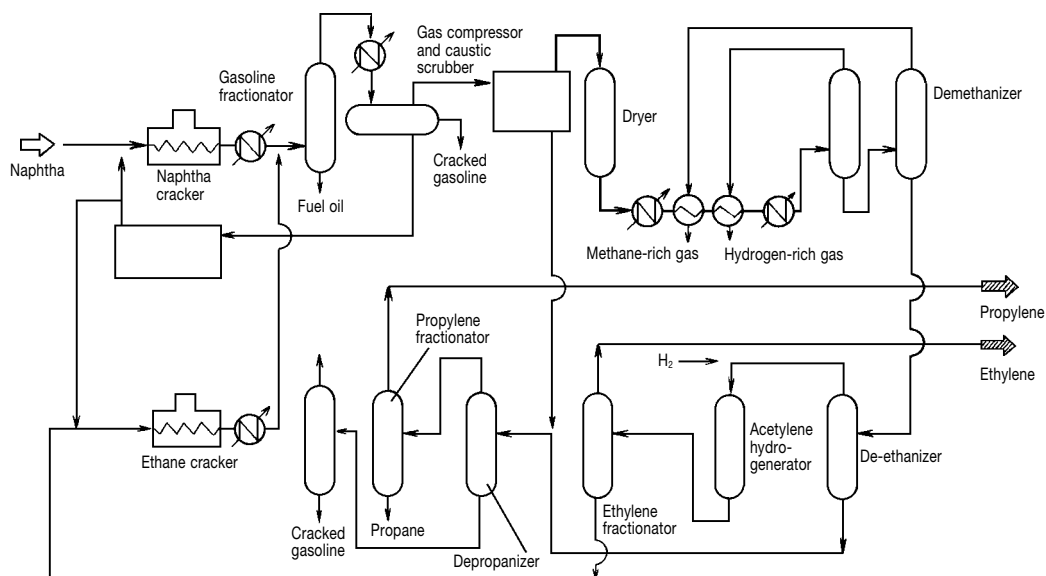 Gas compressor
and caustic
scrubber
Gasoline
fractionator
Demethanizer
Dryer
Naphtha
Naphtha
cracker
Cracked
gasoline
Fuel oil
Methane-rich gas
Hydrogen-rich gas
Propylene
Propylene
fractionator
H₂
Ethylene
Acetylene
hydro-
generator
De-ethanizer
Ethane cracker
Ethylene
fractionator
Cracked
gasoline
Propane
Depropanizer